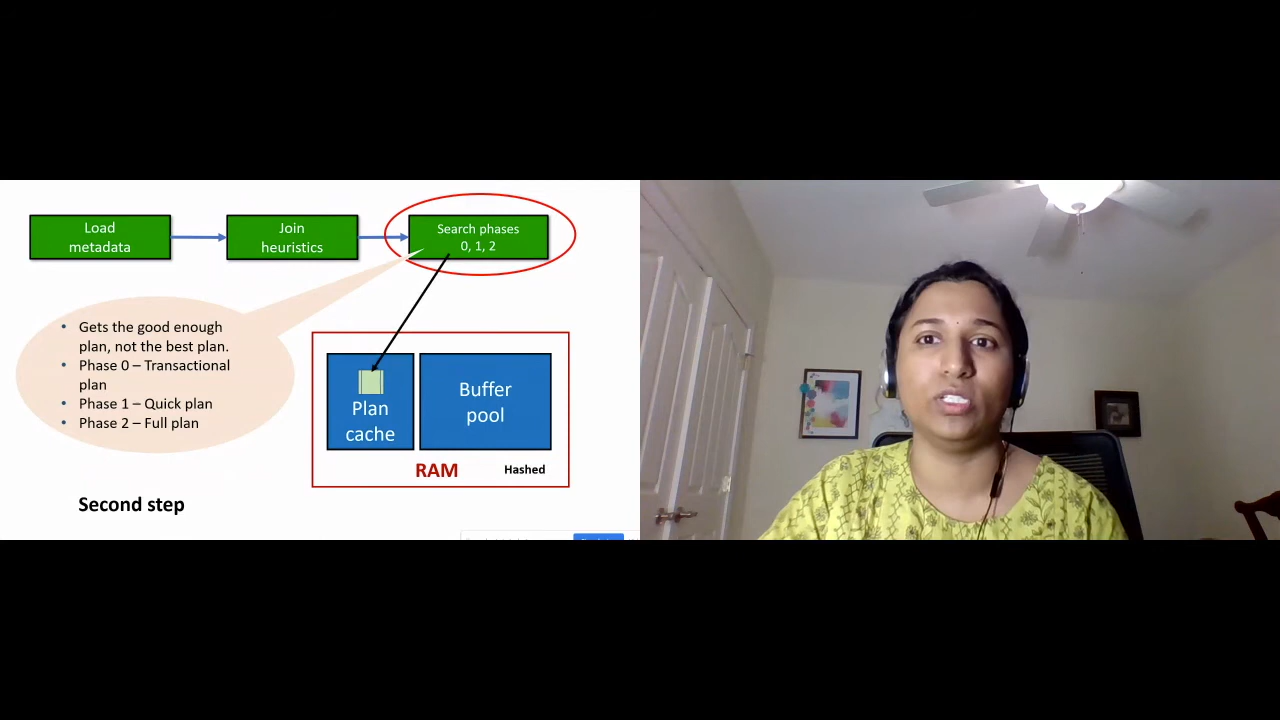 Load
metadata
Join
heuristics
Search phases
0, 1, 2
• Gets the good enough
plan, not the best plan.
• Phase 0 – Transactional
plan
• Phase 1 – Quick plan
• Phase 2 – Full plan
Plan
cache
Buffer
pool
RAM
Hashed
Second step